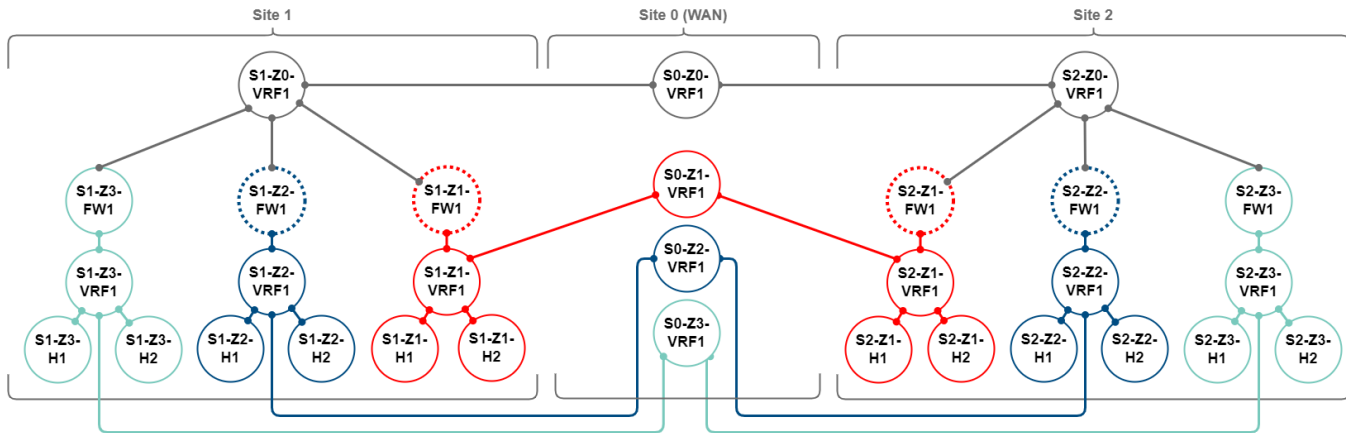 Site 1
Site 0 (WAN)
Site 2
S1-Z0-
VRF1
S0-Z0-
VRF1
S2-Z0-
VRF1
S1-Z3-
FW1
S1-Z2-
FW1
S1-Z1-
FW1
S0-Z1-
VRF1
S2-Z1-
FW1
S2-Z2-
FW1
S2-Z3-
FW1
S1-Z3-
VRF1
S1-Z2-
VRF1
S1-Z1-
VRF1
S0-Z2-
VRF1
S2-Z1-
VRF1
S2-Z2-
VRF1
S2-Z3-
VRF1
S0-Z3-
VRF1
S1-Z3-
H1
S1-Z3-
H2
S1-Z2-
H1
S1-Z2-
H2
S1-Z1-
H1
S1-Z1-
H2
S2-Z1-
H1
S2-Z1-
H2
S2-Z2-
H1
S2-Z2-
H2
S2-Z3-
H1
S2-Z3-
H2